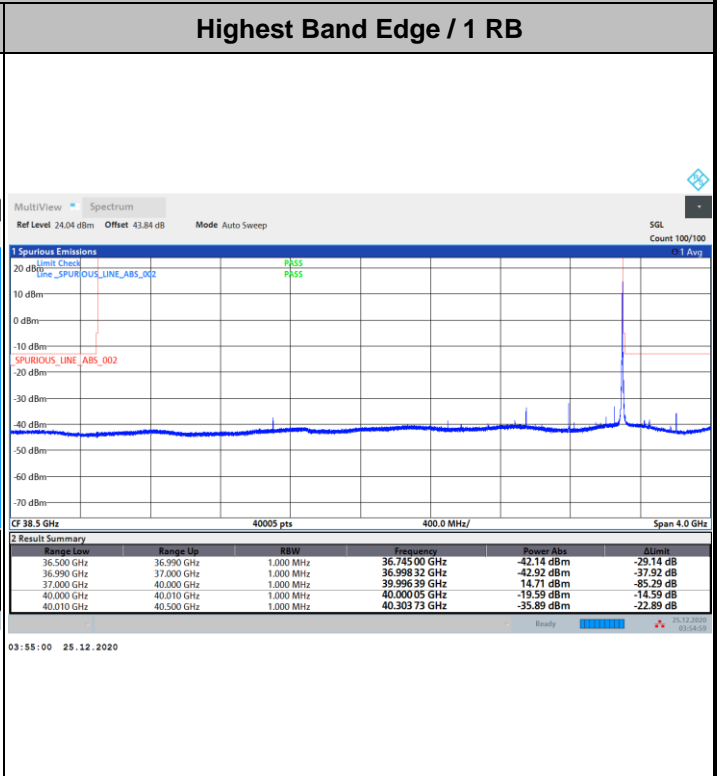 Highest Band Edge / 1 RB
MultiView Spectrum
Ref Level 24.04 dBm Offset 43.84 dB Mode Auto Sweep SGL
Count 100/100
1 Spurious Emissions 1 Avg
Limit Check PASS
20 dBm Line _SPURIOUS_LINE_ABS_002 PASS
10 dBm
0 dBm
-10 dBm
_SPURIOUS_LINE_ABS_002
-20 dBm
-30 dBm
-40 dBm
-50 dBm
-60 dBm
-70 dBm
CF 38.5 GHz 40005 pts 400.0 MHz/ Span 4.0 GHz
2 Result Summary
Range Low Range Up RBW Frequency Power Abs ΔLimit
36.500 GHz 36.990 GHz 1.000 MHz 36.745 00 GHz -42.14 dBm -29.14 dB
36.990 GHz 37.000 GHz 1.000 MHz 36.998 32 GHz -42.92 dBm -37.92 dB
37.000 GHz 40.000 GHz 1.000 MHz 39.996 39 GHz 14.71 dBm -85.29 dB
40.000 GHz 40.010 GHz 1.000 MHz 40.000 05 GHz -19.59 dBm -14.59 dB
40.010 GHz 40.500 GHz 1.000 MHz 40.303 73 GHz -35.89 dBm -22.89 dB
Ready 25.12.2020
03:54:59
03:55:00 25.12.2020